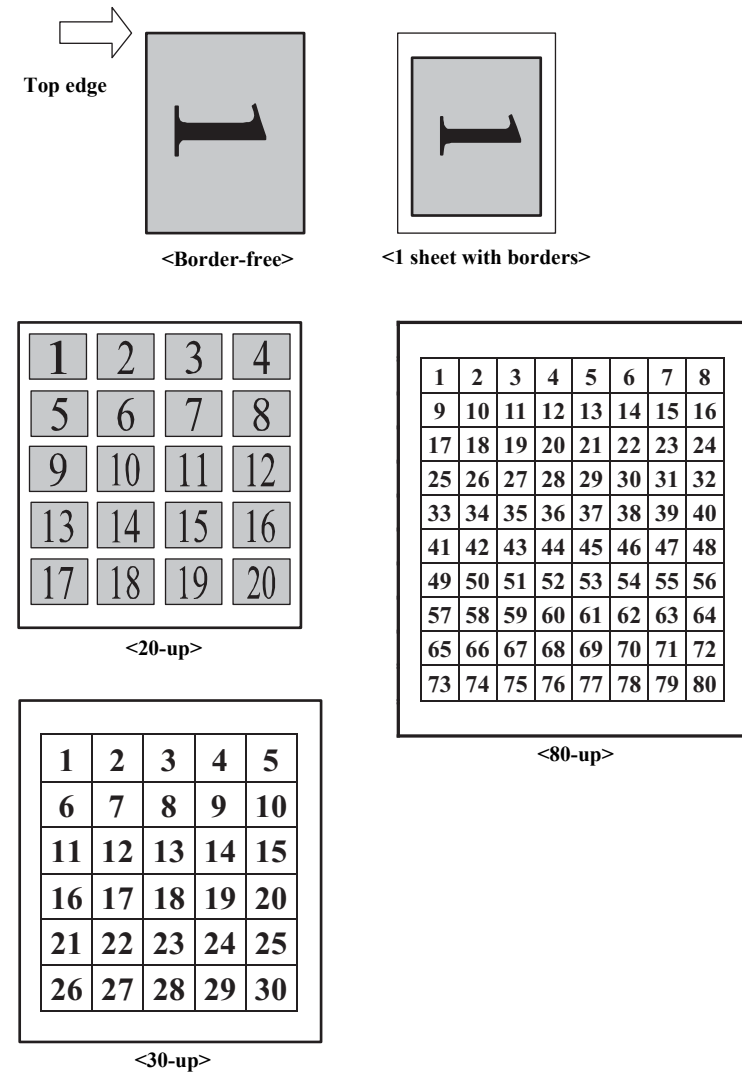 Top edge
1
1
<Border-free>
<1 sheet with borders>
1 2 3 4
5 6 7 8
9 10 11 12
13 14 15 16
17 18 19 20
<20-up>
1 2 3 4 5 6 7 8
9 10 11 12 13 14 15 16
17 18 19 20 21 22 23 24
25 26 27 28 29 30 31 32
33 34 35 36 37 38 39 40
41 42 43 44 45 46 47 48
49 50 51 52 53 54 55 56
57 58 59 60 61 62 63 64
65 66 67 68 69 70 71 72
73 74 75 76 77 78 79 80
<80-up>
1 2 3 4 5
6 7 8 9 10
11 12 13 14 15
16 17 18 19 20
21 22 23 24 25
26 27 28 29 30
<30-up>